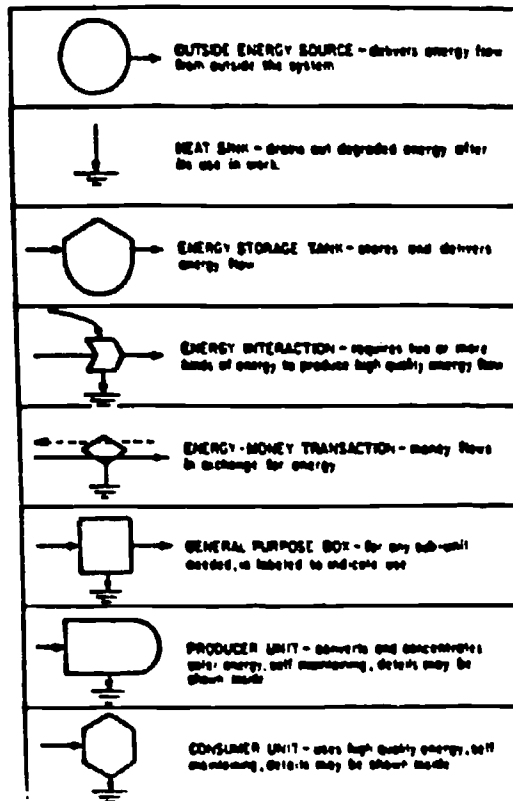 OUTSIDE ENERGY SOURCE - delivers energy flow
from outside the system
HEAT SINK - drains out degraded energy after
its use in work.
ENERGY STORAGE TANK - stores and delivers
energy flow
ENERGY INTERACTION - requires two or more
kinds of energy to produce high quality energy flow
ENERGY - MONEY TRANSACTION - money flows
in exchange for energy
GENERAL PURPOSE BOX - for any sub-unit
needed, is labeled to indicate use
PRODUCER UNIT - converts and concentrates
solar energy, self maintaining, details may be
shown inside
CONSUMER UNIT - uses high quality energy, self
maintaining, details may be shown inside